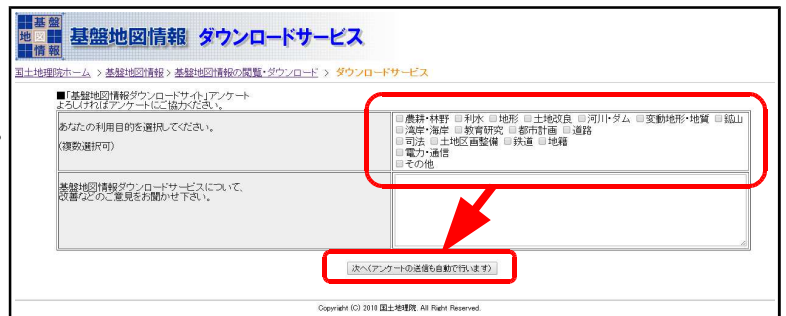 基盤
地図
情報
基盤地図情報 ダウンロードサービス
国土地理院ホーム > 基盤地図情報 > 基盤地図情報の閲覧・ダウンロード > ダウンロードサービス
■「基盤地図情報ダウンロードサイト」アンケート
よろしければアンケートにご協力ください。
あなたの利用目的を選択してください。
(複数選択可)
農耕・林野 利水 地形 土地改良 河川・ダム 変動地形・地質 鉱山
湾岸・海岸 教育研究 都市計画 道路
司法 土地区画整備 鉄道 地籍
電力・通信
その他
基盤地図情報ダウンロードサービスについて、
改善などのご意見をお聞かせ下さい。
次へ(アンケートの送信も自動で行います)
Copyright (C) 2010 国土地理院. All Right Reserved.